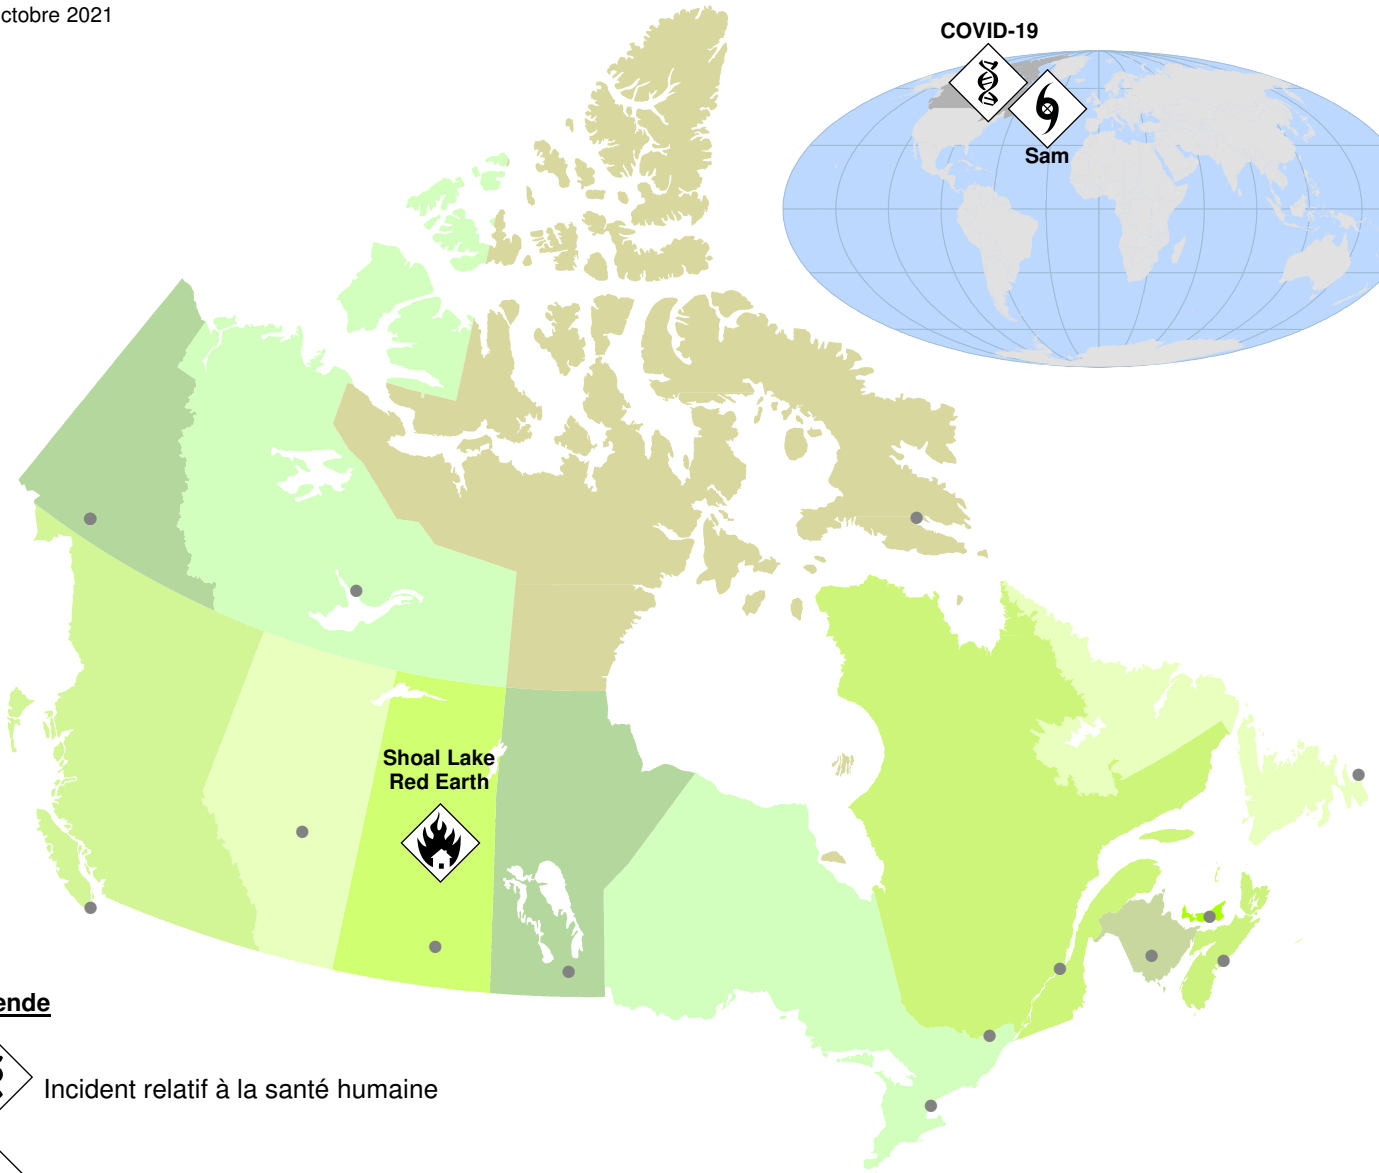 ctobre 2021
COVID-19
Sam
Shoal Lake
Red Earth
ende
Incident relatif à la santé humaine